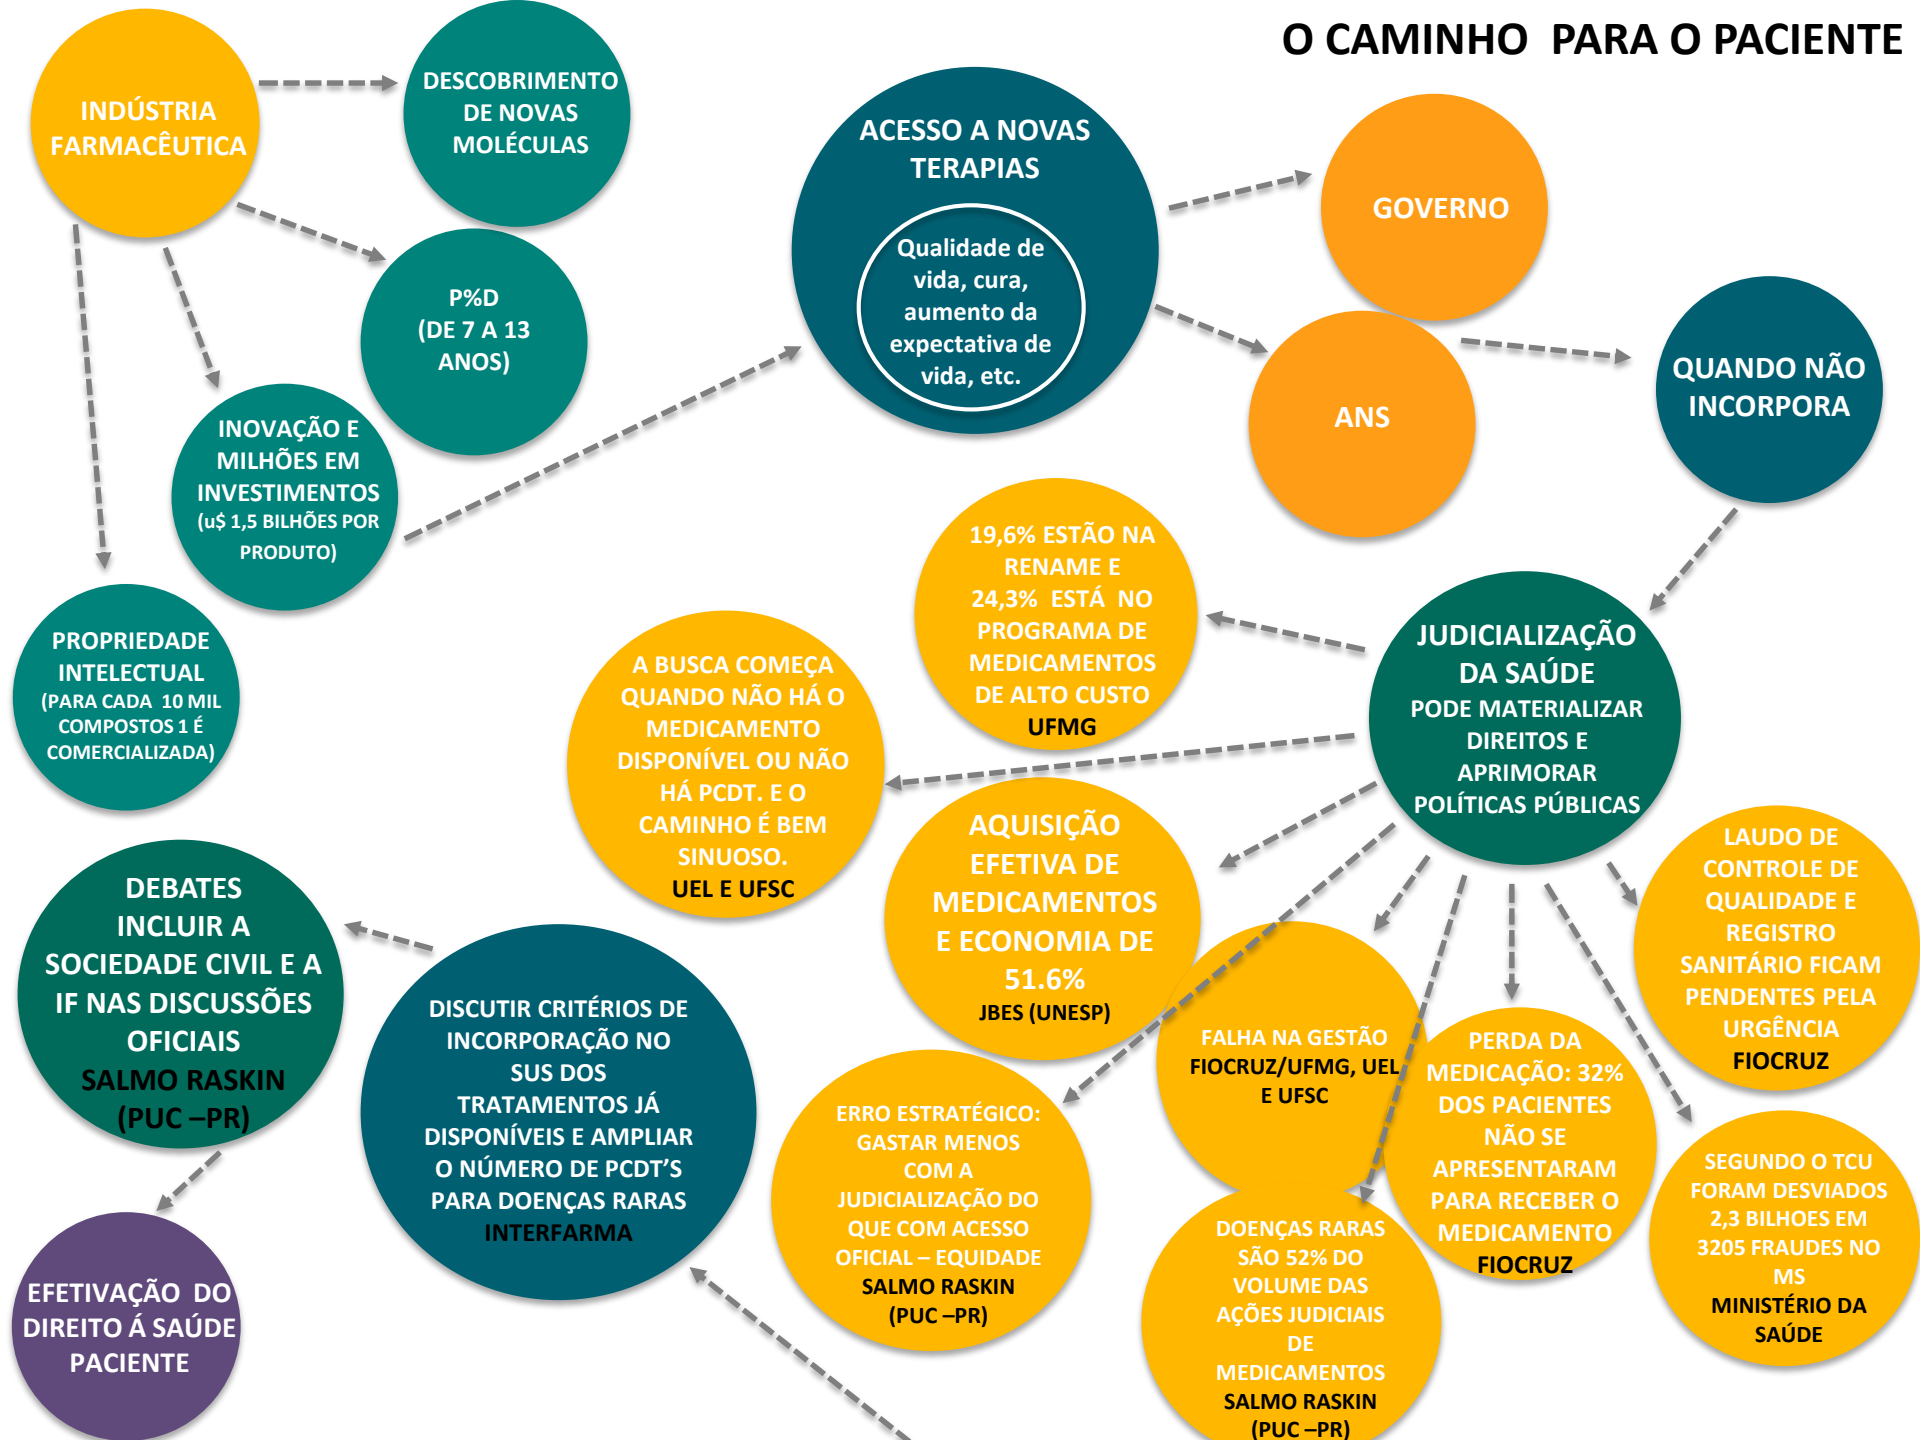 O CAMINHO  PARA O PACIENTE
INDÚSTRIA
FARMACÊUTICA
DESCOBRIMENTO
DE NOVAS
MOLÉCULAS
P%D
(DE 7 A 13
ANOS)
INOVAÇÃO E
MILHÕES EM
INVESTIMENTOS
(u$ 1,5 BILHÕES POR
PRODUTO)
PROPRIEDADE
INTELECTUAL
(PARA CADA  10 MIL
COMPOSTOS 1 É
COMERCIALIZADA)
ACESSO A NOVAS
TERAPIAS
Qualidade de
vida, cura,
aumento da
expectativa de
vida, etc.
GOVERNO
ANS
QUANDO NÃO
INCORPORA
JUDICIALIZAÇÃO
DA SAÚDE
PODE MATERIALIZAR
DIREITOS E
APRIMORAR
POLÍTICAS PÚBLICAS
19,6% ESTÃO NA
RENAME E
24,3%  ESTÁ  NO
PROGRAMA DE
MEDICAMENTOS
DE ALTO CUSTO
UFMG
A BUSCA COMEÇA
QUANDO NÃO HÁ O
MEDICAMENTO
DISPONÍVEL OU NÃO
HÁ PCDT. E O
CAMINHO É BEM
SINUOSO.
UEL E UFSC
AQUISIÇÃO
EFETIVA DE
MEDICAMENTOS
E ECONOMIA DE
51.6%
JBES (UNESP)
ERRO ESTRATÉGICO:
GASTAR MENOS
COM A
JUDICIALIZAÇÃO DO
QUE COM ACESSO
OFICIAL – EQUIDADE
SALMO RASKIN
(PUC –PR)
FALHA NA GESTÃO
FIOCRUZ/UFMG, UEL
E UFSC
DOENÇAS RARAS
SÃO 52% DO
VOLUME DAS
AÇÕES JUDICIAIS
DE
MEDICAMENTOS
SALMO RASKIN
(PUC –PR)
PERDA DA
MEDICAÇÃO: 32%
DOS PACIENTES
NÃO SE
APRESENTARAM
PARA RECEBER O
MEDICAMENTO
FIOCRUZ
SEGUNDO O TCU
FORAM DESVIADOS
2,3 BILHOES EM
3205 FRAUDES NO
MS
MINISTÉRIO DA
SAÚDE
LAUDO DE
CONTROLE DE
QUALIDADE E
REGISTRO
SANITÁRIO FICAM
PENDENTES PELA
URGÊNCIA
FIOCRUZ
DISCUTIR CRITÉRIOS DE
INCORPORAÇÃO NO
SUS DOS
TRATAMENTOS JÁ
DISPONÍVEIS E AMPLIAR
O NÚMERO DE PCDT'S
PARA DOENÇAS RARAS
INTERFARMA
DEBATES
INCLUIR A
SOCIEDADE CIVIL E A
IF NAS DISCUSSÕES
OFICIAIS
SALMO RASKIN
(PUC –PR)
EFETIVAÇÃO  DO
DIREITO Á SAÚDE
PACIENTE